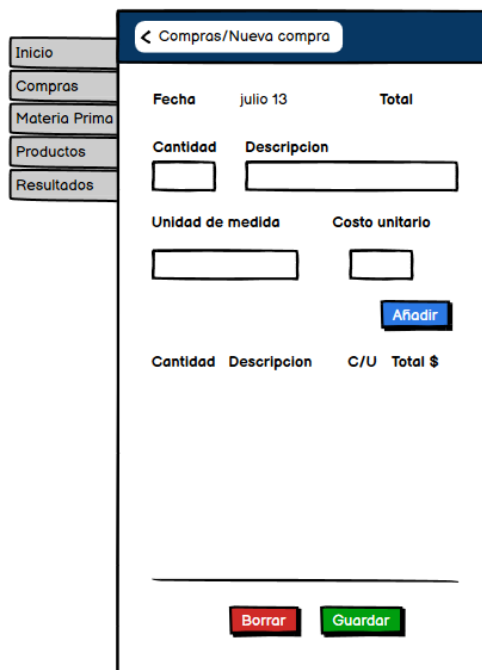 Compras/Nueva compra
Inicio
Compras
Materia Prima
Productos
Resultados
Fecha julio 13 Total
Cantidad Descripcion
Unidad de medida Costo unitario
Añadir
Cantidad Descripcion C/U Total $
Borrar Guardar